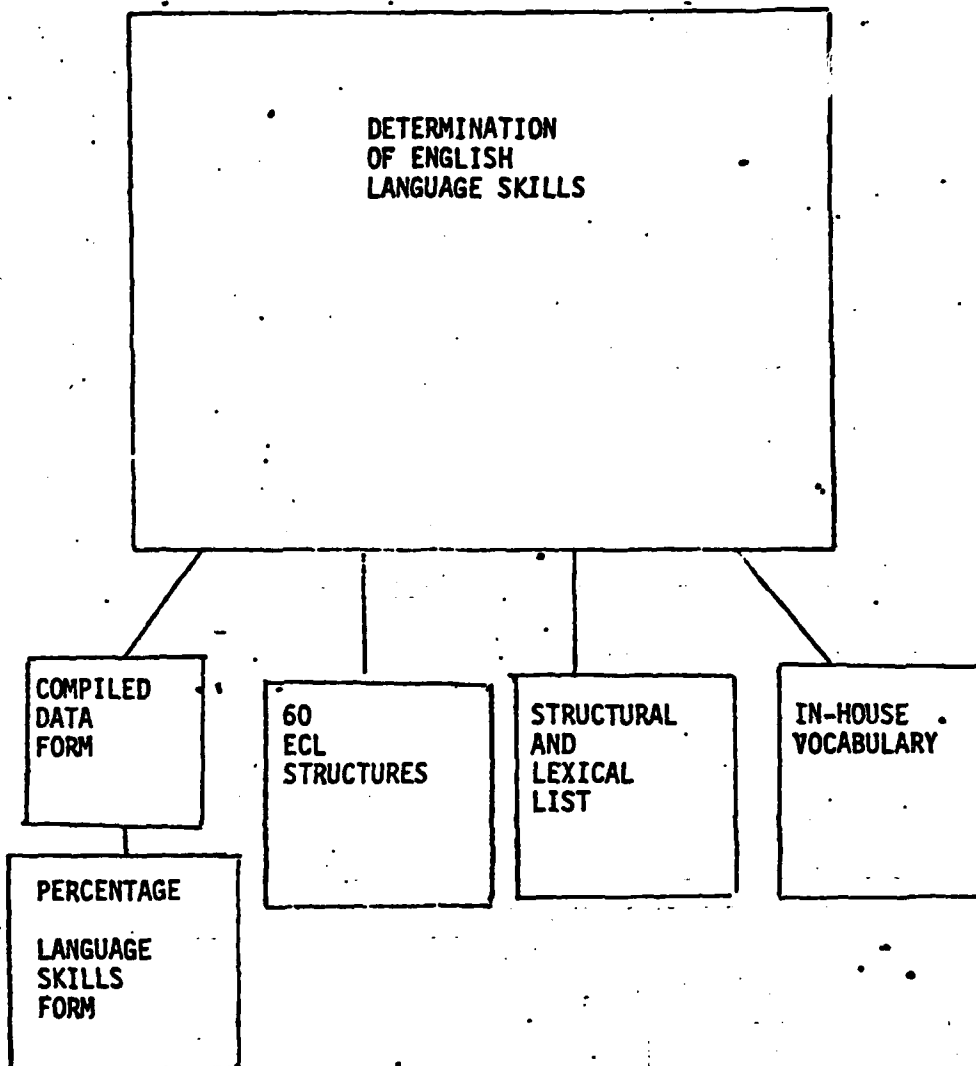 DETERMINATION
OF ENGLISH
LANGUAGE SKILLS
COMPILED
DATA
FORM
60
ECL
STRUCTURES
STRUCTURAL
AND
LEXICAL
LIST
IN-HOUSE
VOCABULARY
PERCENTAGE
LANGUAGE
SKILLS
FORM